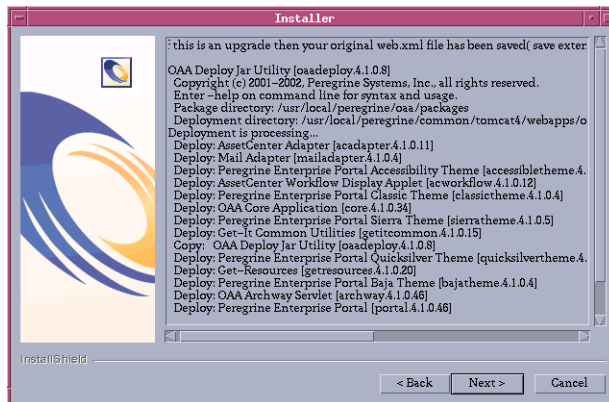 Installer
: this is an upgrade then your original web.xml file has been saved( save exter
OAA Deploy Jar Utility [oaadeploy.4.1.0.8]
Copyright (c) 2001–2002, Peregrine Systems, Inc., all rights reserved.
Enter –help on command line for syntax and usage.
Package directory: /usr/local/peregrine/oaa/packages
Deployment directory: /usr/local/peregrine/common/tomcat4/webapps/o
Deployment is processing...
Deploy: AssetCenter Adapter [acadapter.4.1.0.11]
Deploy: Mail Adapter [mailadapter.4.1.0.4]
Deploy: Peregrine Enterprise Portal Accessibility Theme [accessibletheme.4.
Deploy: AssetCenter Workflow Display Applet [acworkflow.4.1.0.12]
Deploy: Peregrine Enterprise Portal Classic Theme [classictheme.4.1.0.4]
Deploy: OAA Core Application [core.4.1.0.34]
Deploy: Peregrine Enterprise Portal Sierra Theme [sierratheme.4.1.0.5]
Deploy: Get–It Common Utilities [getitcommon.4.1.0.15]
Copy: OAA Deploy Jar Utility [oaadeploy.4.1.0.8]
Deploy: Peregrine Enterprise Portal Quicksilver Theme [quicksilvertheme.4.
Deploy: Get–Resources [getresources.4.1.0.20]
Deploy: Peregrine Enterprise Portal Baja Theme [bajatheme.4.1.0.4]
Deploy: OAA Archway Servlet [archway.4.1.0.46]
Deploy: Peregrine Enterprise Portal [portal.4.1.0.46]
InstallShield
< Back
Next >
Cancel